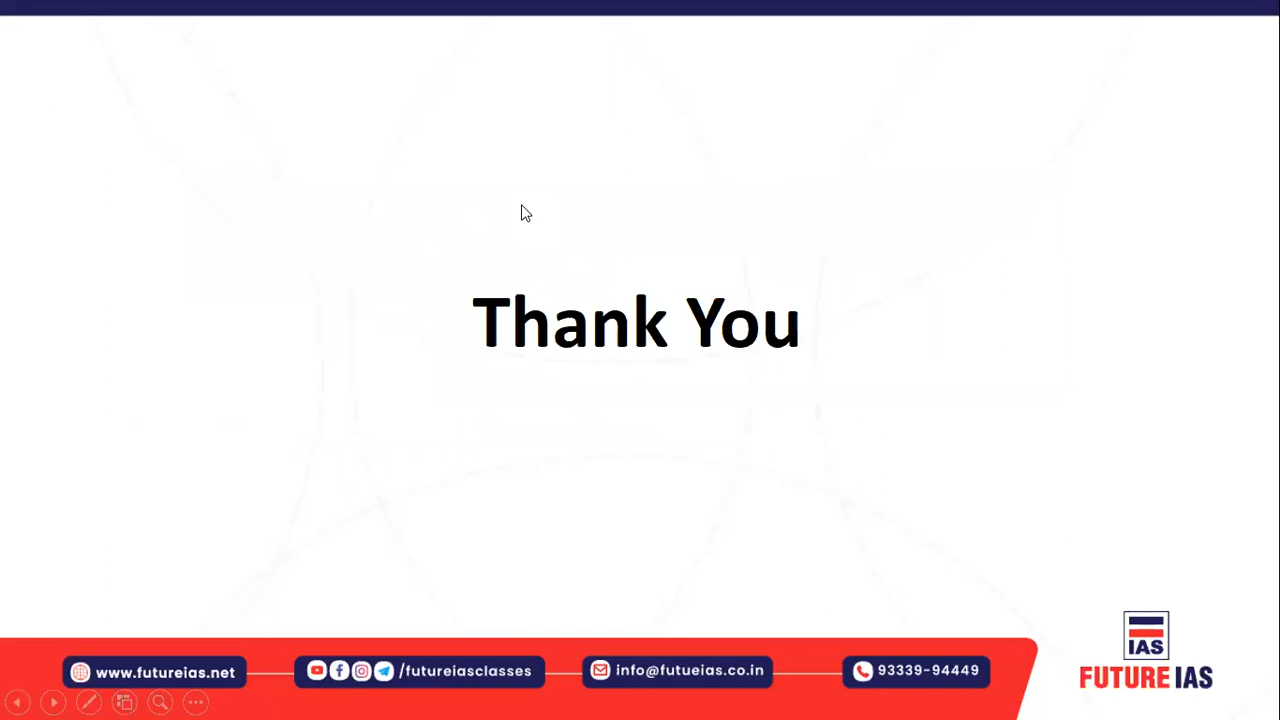 Thank You
www.futureias.net
/futureiasclasses
info@futueias.co.in
93339-94449
IAS
FUTURE IAS